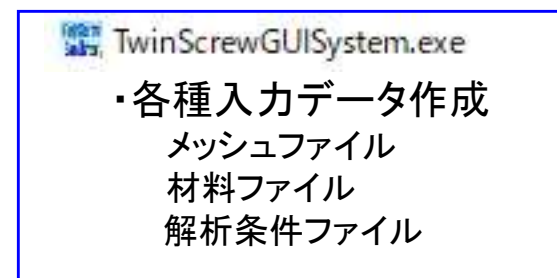 TwinScrewGUISystem.exe
・各種入力データ作成
メッシュファイル
材料ファイル
解析条件ファイル